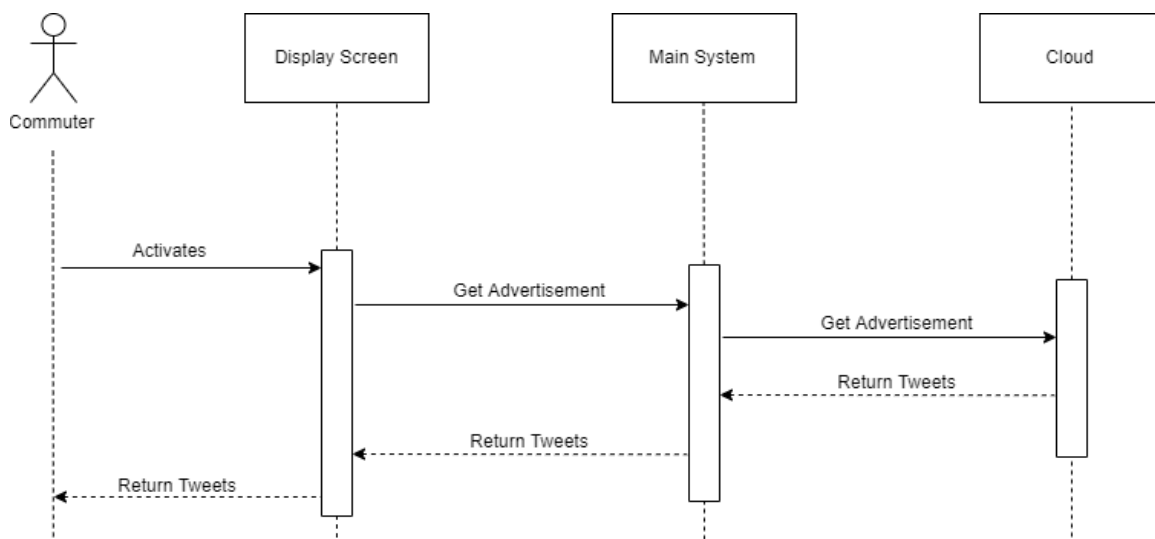 Display Screen
Main System
Cloud
Commuter
Activates
Get Advertisement
Get Advertisement
Return Tweets
Return Tweets
Return Tweets